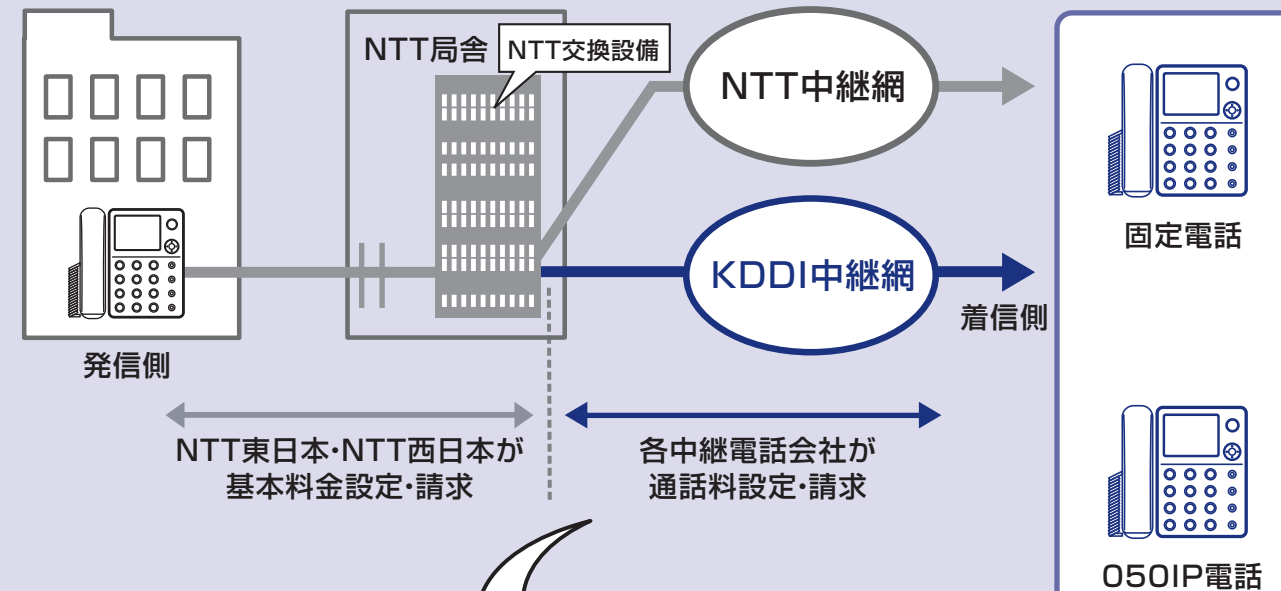 NTT局舎
NTT交換設備
NTT中継網
KDDI中継網
発信側
着信側
固定電話
NTT東日本・NTT西日本が
基本料金設定・請求
各中継電話会社が
通話料設定・請求
050IP電話